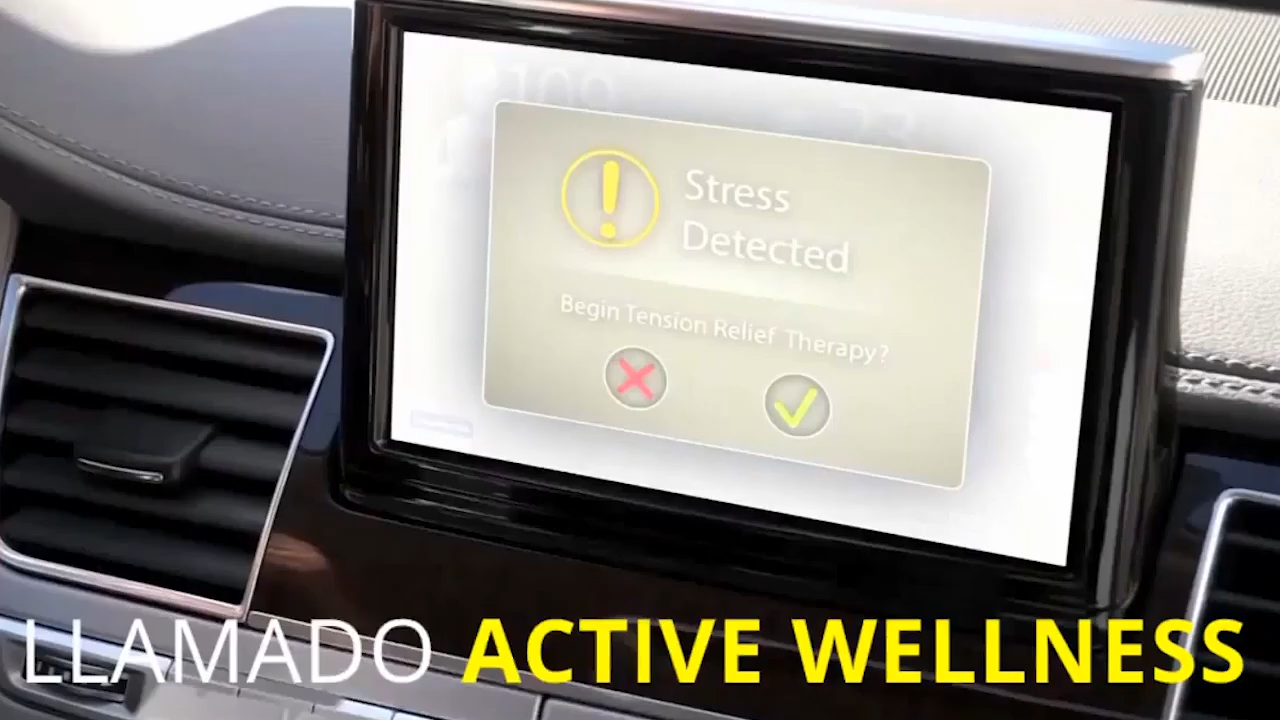 Stress
Detected
Begin Tension Relief Therapy?
LLAMADO ACTIVE WELLNESS